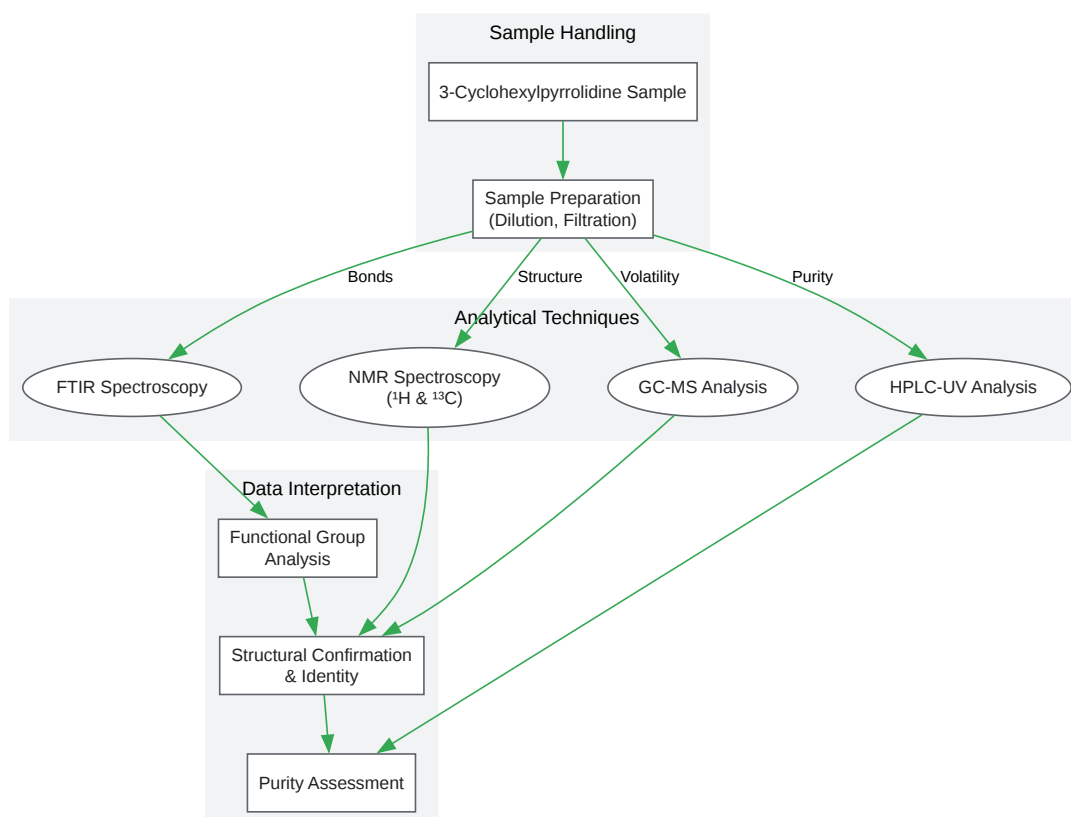 Sample Handling
3-Cyclohexylpyrrolidine Sample
Sample Preparation
(Dilution, Filtration)
Bonds
Structure
Volatility
Purity
Analytical Techniques
FTIR Spectroscopy
NMR Spectroscopy
(¹H & ¹³C)
GC-MS Analysis
HPLC-UV Analysis
Data Interpretation
Functional Group
Analysis
Structural Confirmation
& Identity
Purity Assessment